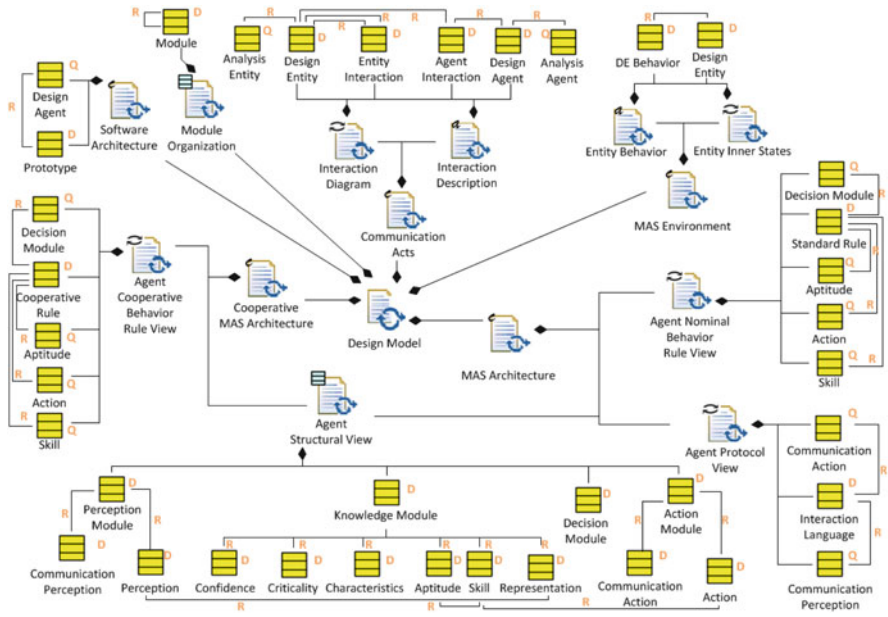 R
D
Module
R
R
R
R
R
Q
D
D
D
D
Q
Analysis
Entity
Design
Entity
Entity
Interaction
Agent
Interaction
Design
Agent
Analysis
Agent
R
D
D
DE Behavior
Design
Entity
Q
R
Design
Agent
D
Prototype
Software
Architecture
Module
Organization
Interaction
Diagram
Interaction
Description
Entity Behavior
Entity Inner States
Communication
Acts
MAS Environment
Q
R
Decision Module
D
Standard Rule
R
Q
Aptitude
Q
R
Action
Q
Skill
Q
R
Decision
Module
D
Cooperative
Rule
R
Q
Aptitude
R
Q
Action
R
Q
Skill
Agent
Cooperative
Behavior
Rule View
Cooperative
MAS Architecture
Design Model
MAS Architecture
Agent Nominal
Behavior
Rule View
Agent
Structural View
Agent Protocol
View
Q
Communication
Action
R
D
Interaction
Language
R
Q
Communication
Perception
D
Perception
Module
R
R
D
Communication
Perception
D
Perception
D
Knowledge Module
R
R
R
R
R
R
D
Confidence
D
Criticality
D
Characteristics
D
Aptitude
D
Skill
D
Representation
D
Decision
Module
D
Action
Module
R
R
D
Communication
Action
D
Action
R
R
R